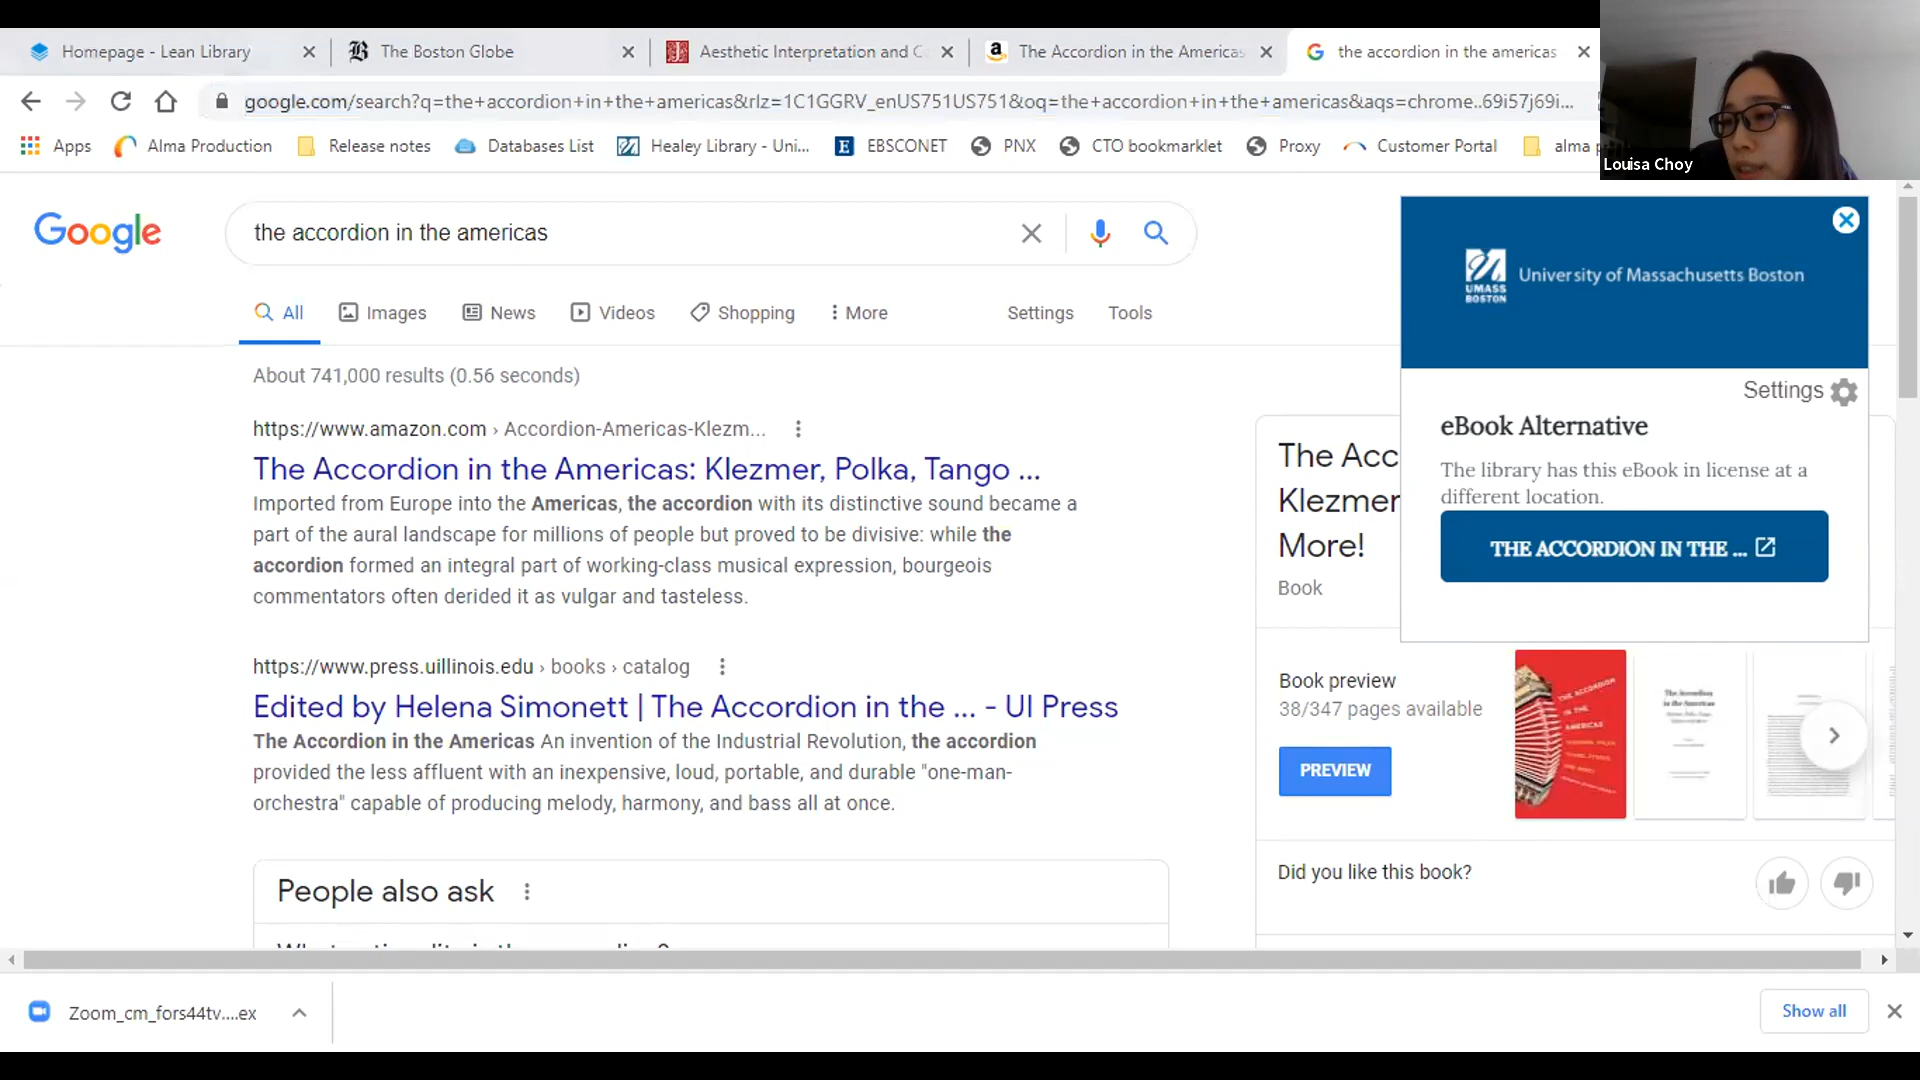 Homepage - Lean Library
The Boston Globe
Aesthetic Interpretation and C
The Accordion in the Americas
the accordion in the americas
google.com/search?q=the+accordion+in+the+americas&rlz=1C1GGRV_enUS751US751&oq=the+accordion+in+the+americas&aqs=chrome..69i57j69i...
Apps
Alma Production
Release notes
Databases List
Healey Library - Uni...
EBSCONET
PNX
CTO bookmarklet
Proxy
Customer Portal
alma p
Louisa Choy
Google
the accordion in the americas
All
Images
News
Videos
Shopping
More
Settings
Tools
About 741,000 results (0.56 seconds)
https://www.amazon.com › Accordion-Americas-Klezm...
The Accordion in the Americas: Klezmer, Polka, Tango ...
Imported from Europe into the Americas, the accordion with its distinctive sound became a
part of the aural landscape for millions of people but proved to be divisive: while the
accordion formed an integral part of working-class musical expression, bourgeois
commentators often derided it as vulgar and tasteless.
https://www.press.uillinois.edu › books › catalog
Edited by Helena Simonett | The Accordion in the ... - UI Press
The Accordion in the Americas An invention of the Industrial Revolution, the accordion
provided the less affluent with an inexpensive, loud, portable, and durable "one-man-
orchestra" capable of producing melody, harmony, and bass all at once.
People also ask
UMASS
BOSTON
University of Massachusetts Boston
Settings
eBook Alternative
The library has this eBook in license at a
different location.
THE ACCORDION IN THE ...
The Acc
Klezmer
More!
Book
Book preview
38/347 pages available
PREVIEW
THE ACCORDION
IN THE
AMERICAS
The Accordion
in the Americas
Did you like this book?
Zoom_cm_fors44tv....ex
Show all